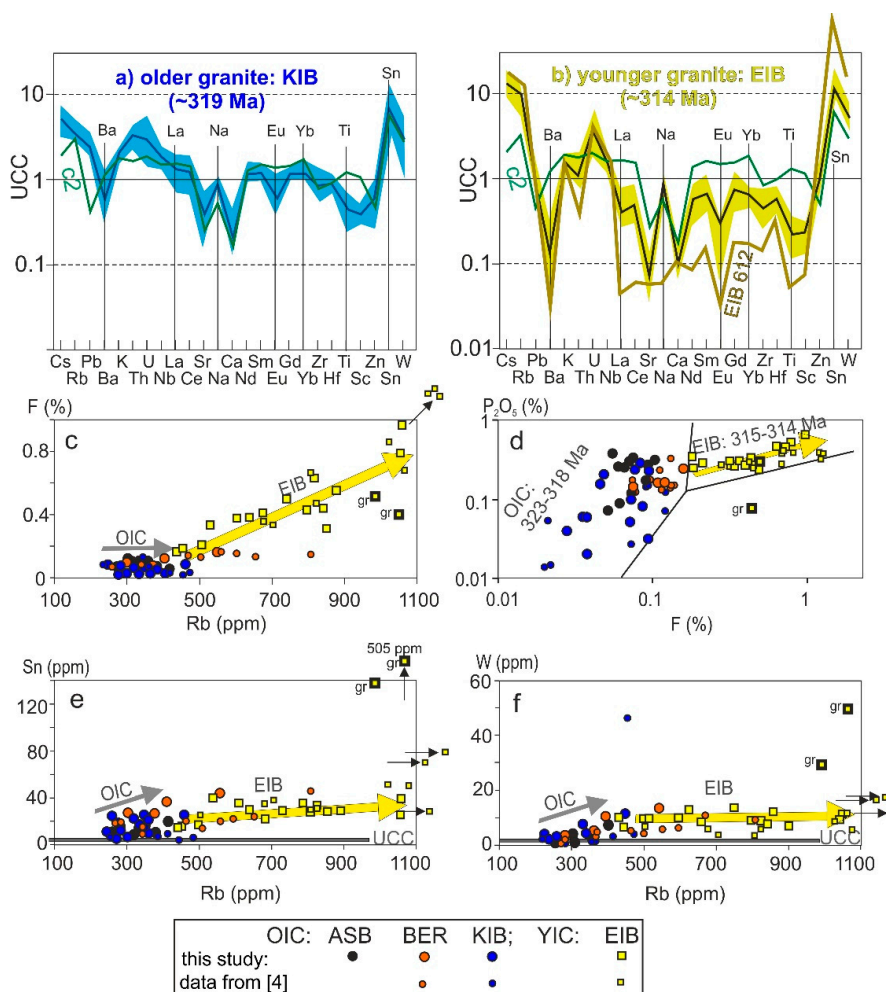 a) older granite: KIB
(~319 Ma)
Sn
10
Ba
La
Na
Eu
Yb
Ti
UCC
1
c2
0.1
Cs Pb K U La Sr Ca Sm Gd Zr Ti Zn W
Rb Ba Th Nb Ce Na Nd Eu Yb Hf Sc Sn
b) younger granite: EIB
(~314 Ma)
10
Ba
La
Na
Eu
Yb
Ti
Sn
UCC
1
c2
0.1
EIB 612
0.01
Cs Pb K U La Sr Ca Sm Gd Zr Ti Zn W
Rb Ba Th Nb Ce Na Nd Eu Yb Hf Sc Sn
F (%)
c
0.8
EIB
0.4
gr
gr
OIC
0
100 300 500 700 900 1100
Rb (ppm)
P2O5 (%)
1
d
EIB: 315-314 Ma
OIC:
323-318 Ma
0.1
gr
0.01
0.01 0.1 1
F (%)
Sn (ppm)
505 ppm
gr
e
120
gr
80
OIC
EIB
40
UCC
0
100 300 500 700 900 1100
Rb (ppm)
W (ppm)
60
f
gr
40
gr
20
OIC
EIB
UCC
0
100 300 500 700 900 1100
Rb (ppm)
OIC: ASB BER KIB; YIC: EIB
this study:
data from [4]